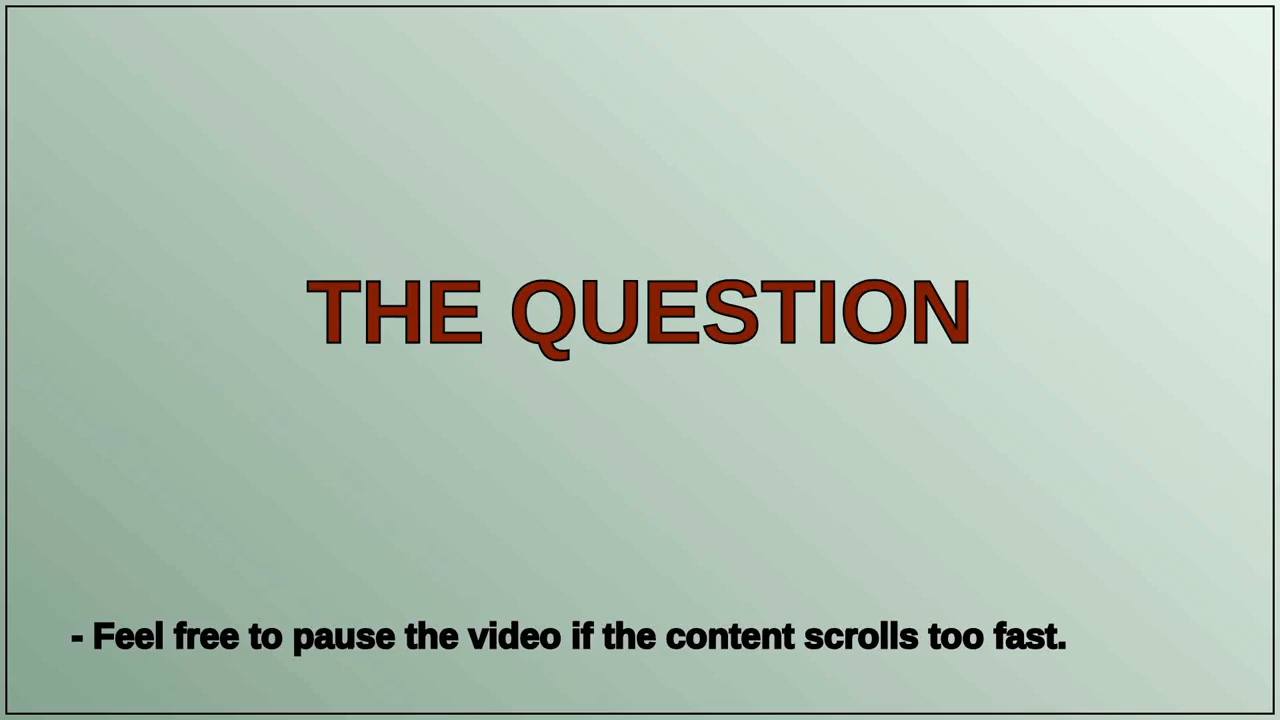 THE QUESTION
- Feel free to pause the video if the content scrolls too fast.